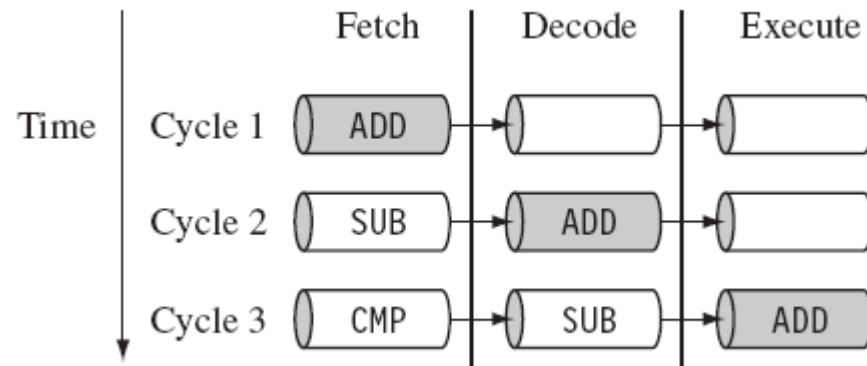 Fetch Decode Execute
Time Cycle 1 ADD
Cycle 2 SUB ADD
Cycle 3 CMP SUB ADD